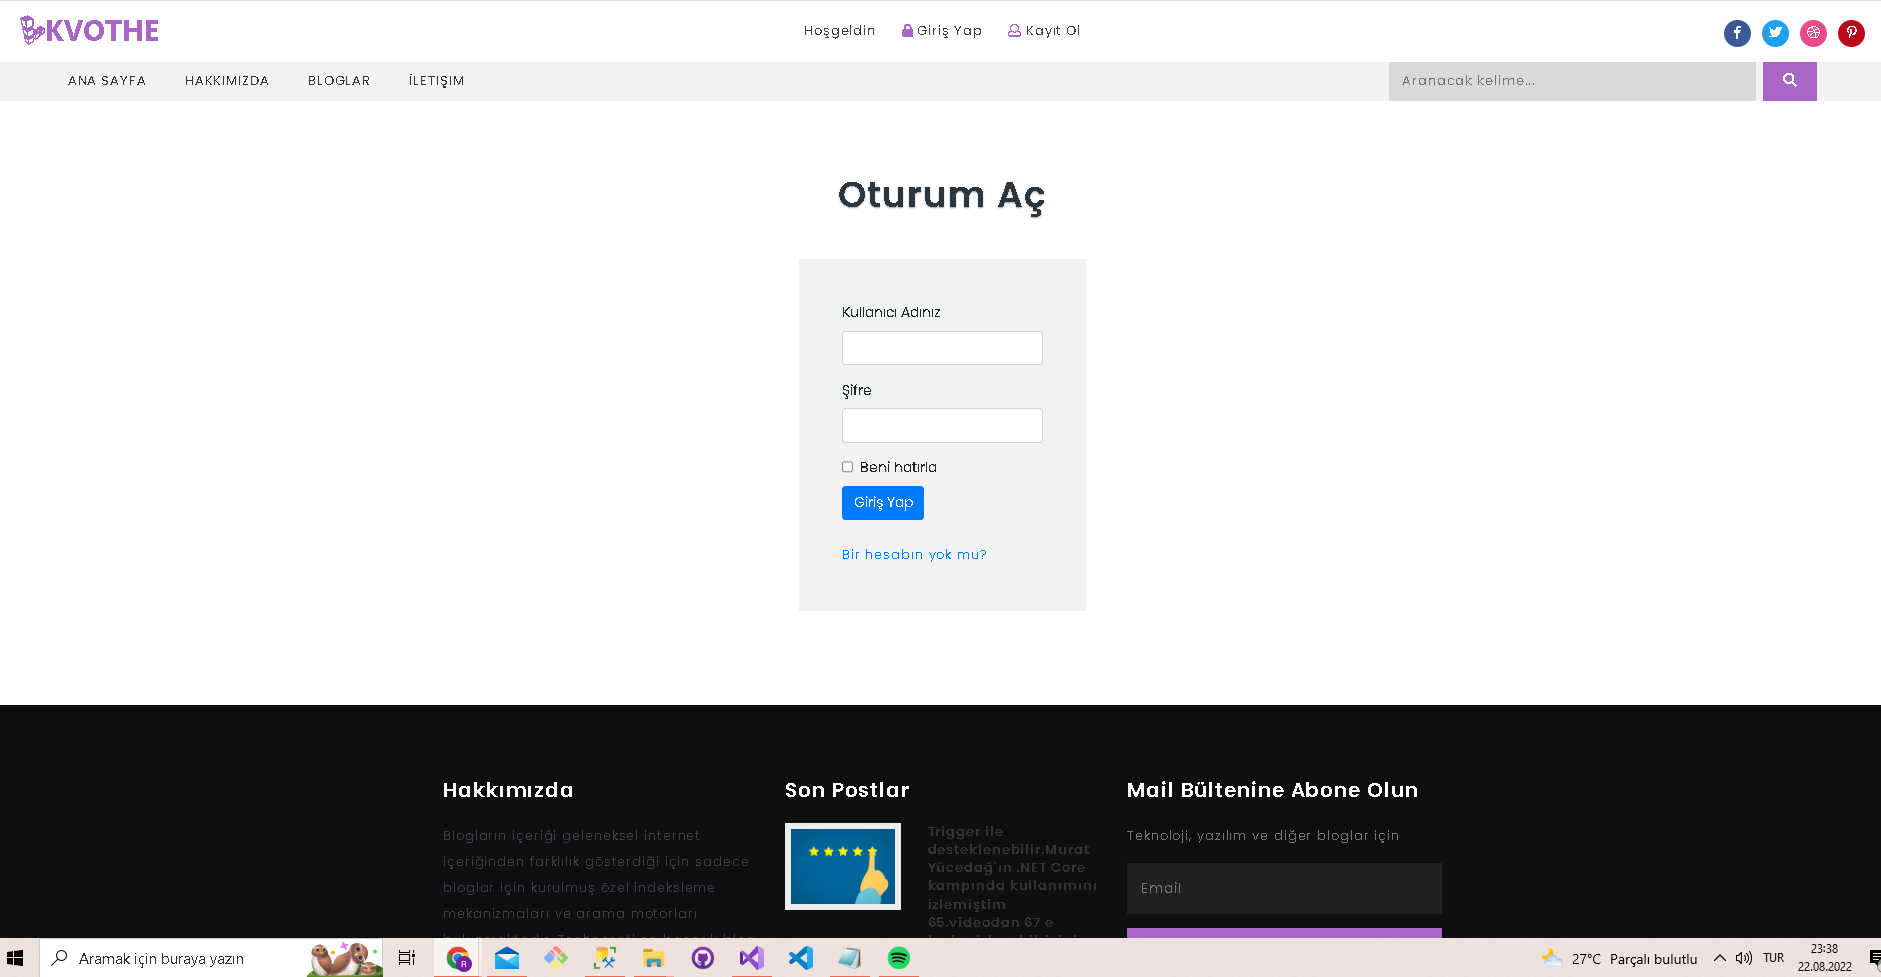 KVOTHE
Hoşgeldin
Giriş Yap
Kayıt Ol
ANA SAYFA
HAKKIMIZDA
BLOGLAR
İLETIŞIM
Aranacak kelime...
Oturum Aç
Kullanıcı Adınız
Şifre
Beni hatırla
Giriş Yap
Bir hesabın yok mu?
Hakkımızda
Blogların içeriği geleneksel internet
içeriğinden farklılık gösterdiği için sadece
bloglar için kurulmuş özel indeksleme
mekanizmaları ve arama motorları
Son Postlar
Trigger ile
desteklenebilir.Murat
Yücedağ'ın .NET Core
kampında kullanımını
izlemiştim
65.videodan 67 e
Mail Bültenine Abone Olun
Teknoloji, yazılım ve diğer bloglar için
Email
Aramak için buraya yazın
R
27°C Parçalı bulutlu
TUR
23:38
22.08.2022